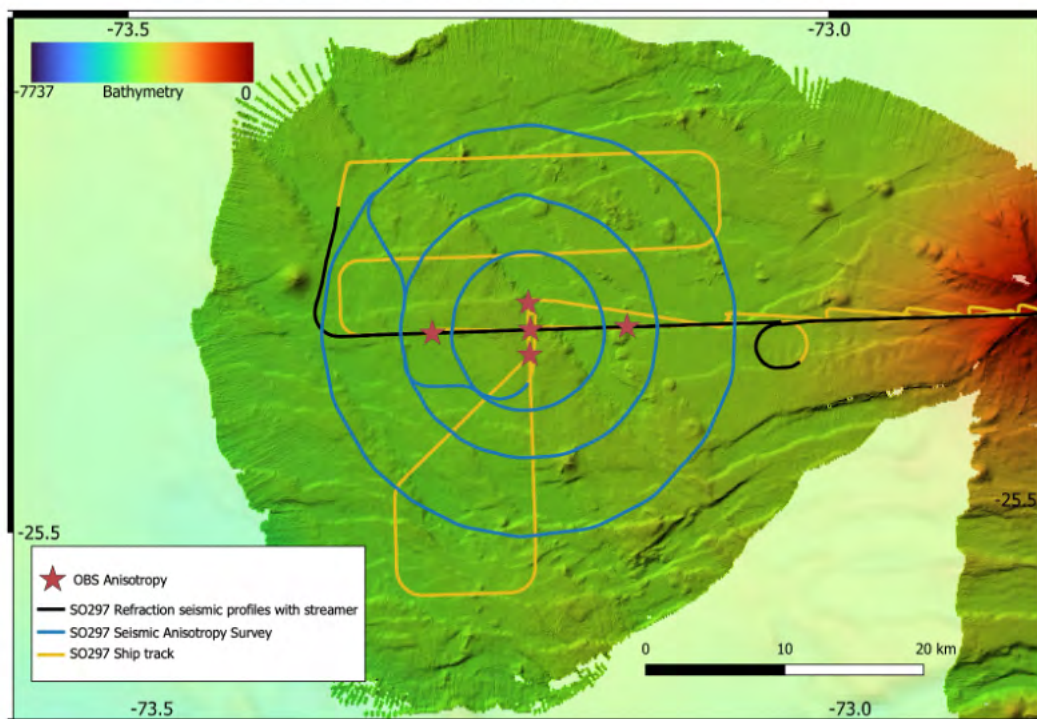 -73.5
-73.0
-7737
Bathymetry
0
-25.5
-25.5
OBS Anisotropy
SO297 Refraction seismic profiles with streamer
SO297 Seismic Anisotropy Survey
SO297 Ship track
0
10
20 km
-73.5
-73.0